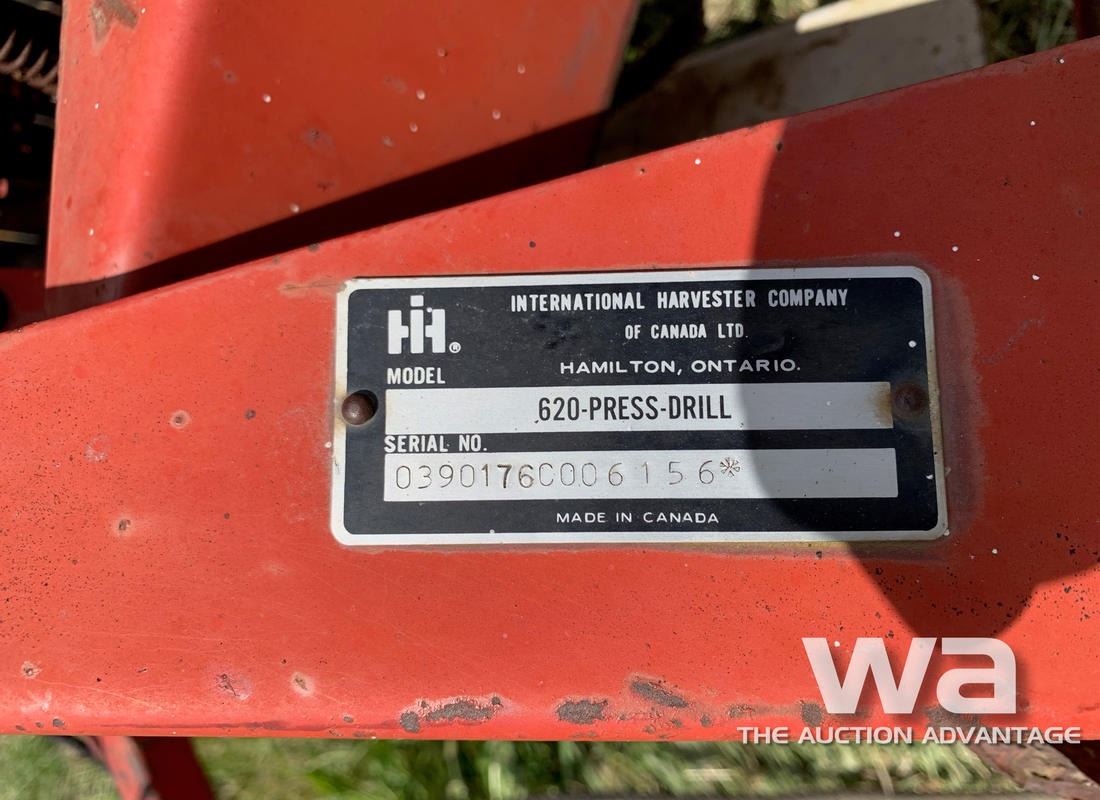 IH®
INTERNATIONAL HARVESTER COMPANY
OF CANADA LTD.
HAMILTON, ONTARIO.
MODEL
620-PRESS-DRILL
SERIAL NO.
0390176C006156*
MADE IN CANADA
wa
THE AUCTION ADVANTAGE